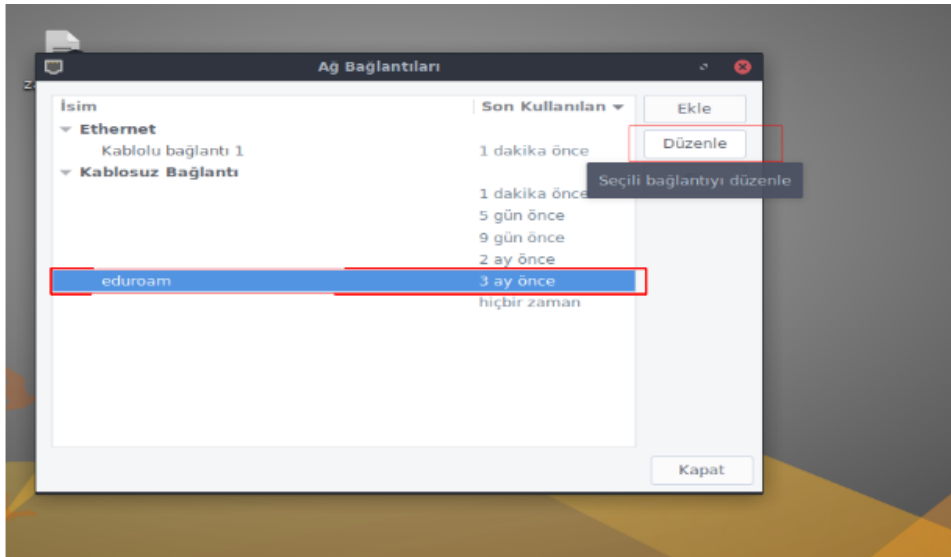 Ağ Bağlantıları
İsim Son Kullanılan
Ekle
Ethernet
Düzenle
Kablolu bağlantı 1 1 dakika önce
Kablosuz Bağlantı
Seçili bağlantıyı düzenle
1 dakika önce
5 gün önce
9 gün önce
2 ay önce
eduroam 3 ay önce
hiçbir zaman
Kapat